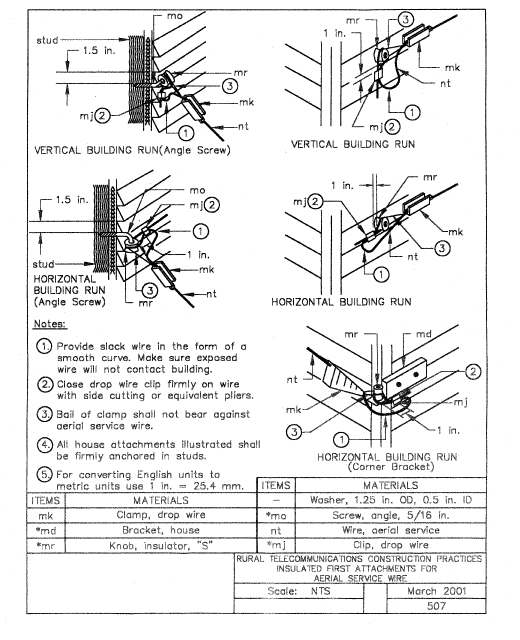 mo
stud
1.5 in.
mr
3
mk
mj 2
1
nt
VERTICAL BUILDING RUN(Angle Screw)
mr
3
1 in.
mk
nt
1
mj 2
VERTICAL BUILDING RUN
1.5 in.
mo
mj 2
1
1 in.
stud
mk
mr
3
nt
HORIZONTAL
BUILDING RUN
(Angle Screw)
1 in.
mr
mj 2
mk
3
nt
1
HORIZONTAL BUILDING RUN
mr
md
nt
2
mk
mj
3
1
1 in.
HORIZONTAL BUILDING RUN
(Corner Bracket)
Notes:
1. Provide slack wire in the form of a
smooth curve. Make sure exposed
wire will not contact building.
2. Close drop wire clip firmly on wire
with side cutting or equivalent pliers.
3. Bail of clamp shall not bear against
aerial service wire.
4. All house attachments illustrated shall
be firmly anchored in studs.
5. For converting English units to
metric units use 1 in. = 25.4 mm.
ITEMS MATERIALS
mk Clamp, drop wire
*md Bracket, house
*mr Knob, insulator, "S"
ITEMS MATERIALS
– Washer, 1.25 in. OD, 0.5 in. ID
*mo Screw, angle, 5/16 in.
nt Wire, aerial service
*mj Clip, drop wire
RURAL TELECOMMUNICATIONS CONSTRUCTION PRACTICES
INSULATED FIRST ATTACHMENTS FOR
AERIAL SERVICE WIRE
Scale: NTS
March 2001
507